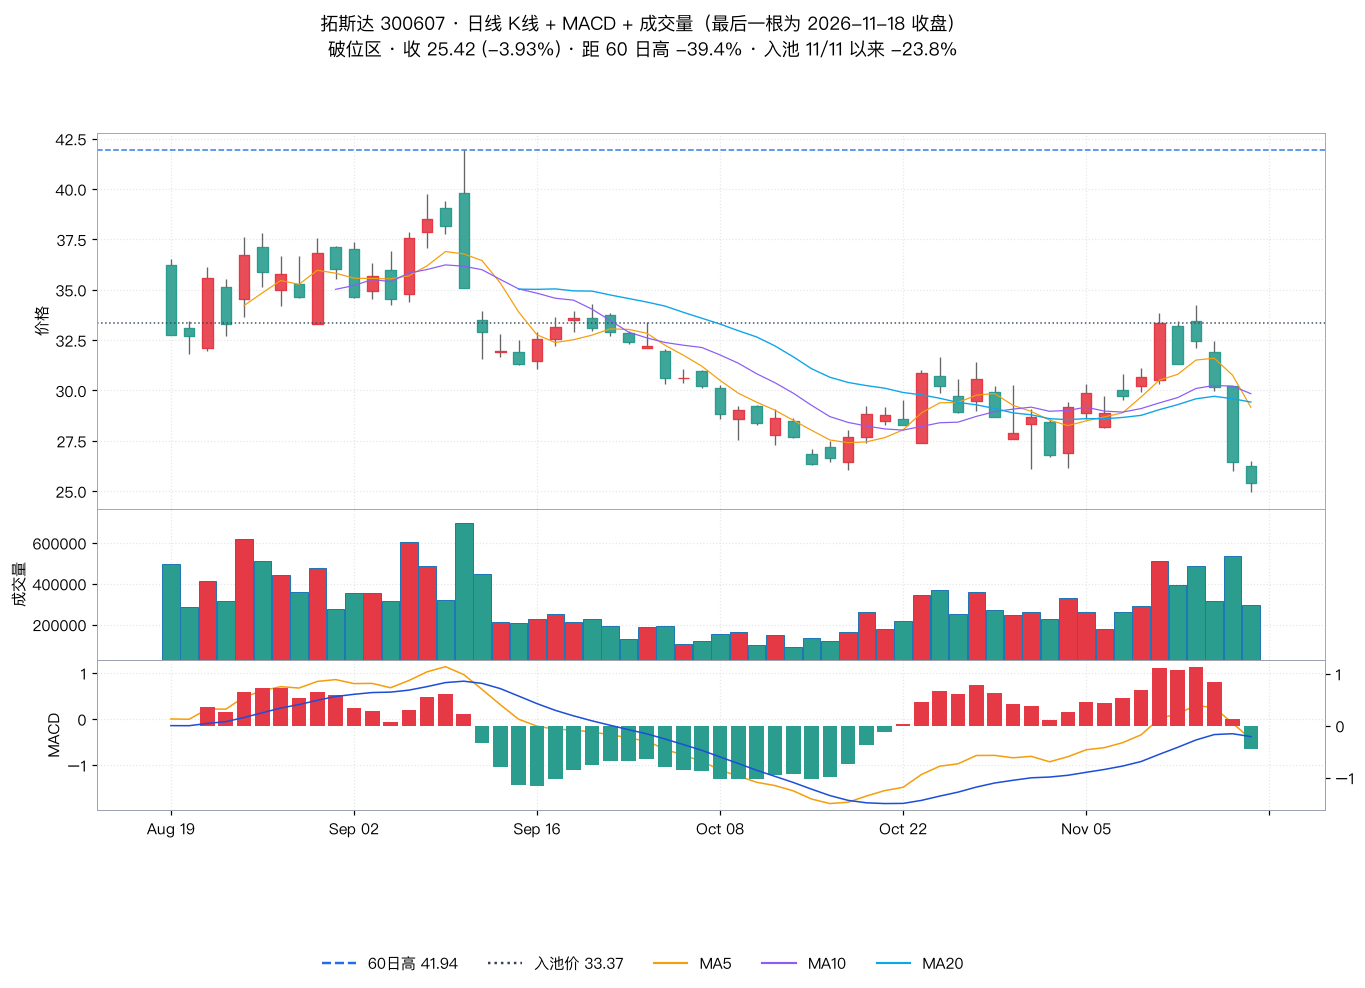 拓斯达 300607 · 日线 K线 + MACD + 成交量（最后一根为 2026−11−18 收盘）
破位区 · 收 25.42 (−3.93%) · 距 60 日高 −39.4% · 入池 11/11 以来 −23.8%
42.5
40.0
37.5
35.0
32.5
30.0
27.5
25.0
价格
600000
400000
200000
成交量
1
0
−1
MACD
1
0
−1
Aug 19
Sep 02
Sep 16
Oct 08
Oct 22
Nov 05
60日高 41.94
入池价 33.37
MA5
MA10
MA20